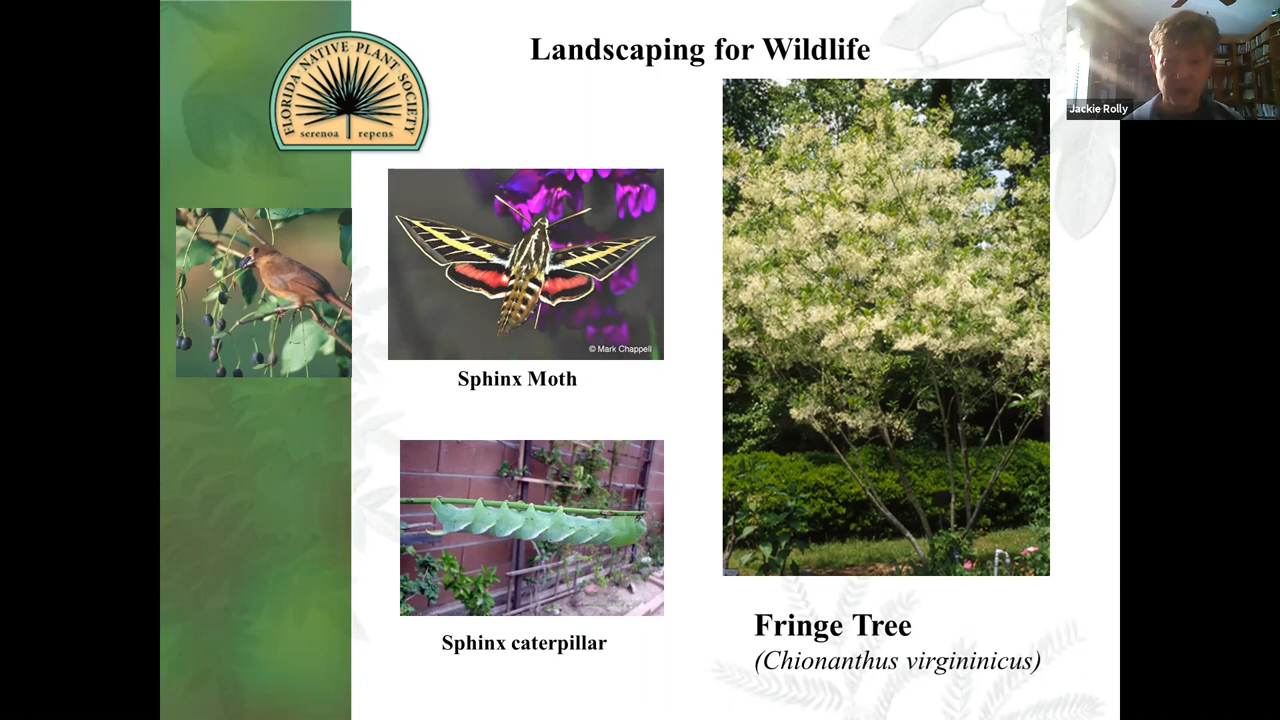 Landscaping for Wildlife
FLORIDA NATIVE PLANT SOCIETY
serenoa repens
Jackie Rolly
© Mark Chappell
Sphinx Moth
Sphinx caterpillar
Fringe Tree
(Chionanthus virgininicus)